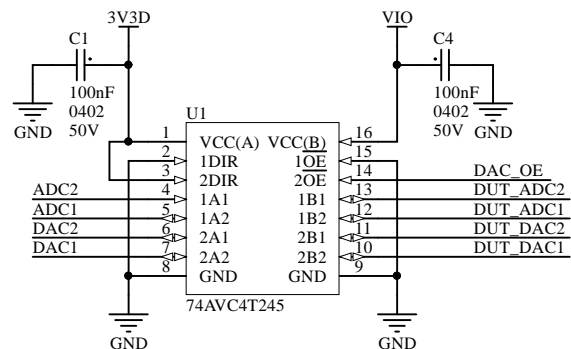 3V3D
VIO
C1
100nF
0402
50V
GND
C4
100nF
0402
50V
GND
U1
1 VCC(A) VCC(B) 16
2 1DIR 1OE 15
3 2DIR 2OE 14 DAC_OE
ADC2 4 1A1 1B1 13 DUT_ADC2
ADC1 5 1A2 1B2 12 DUT_ADC1
DAC2 6 2A1 2B1 11 DUT_DAC2
DAC1 7 2A2 2B2 10 DUT_DAC1
8 GND GND 9
74AVC4T245
GND
GND